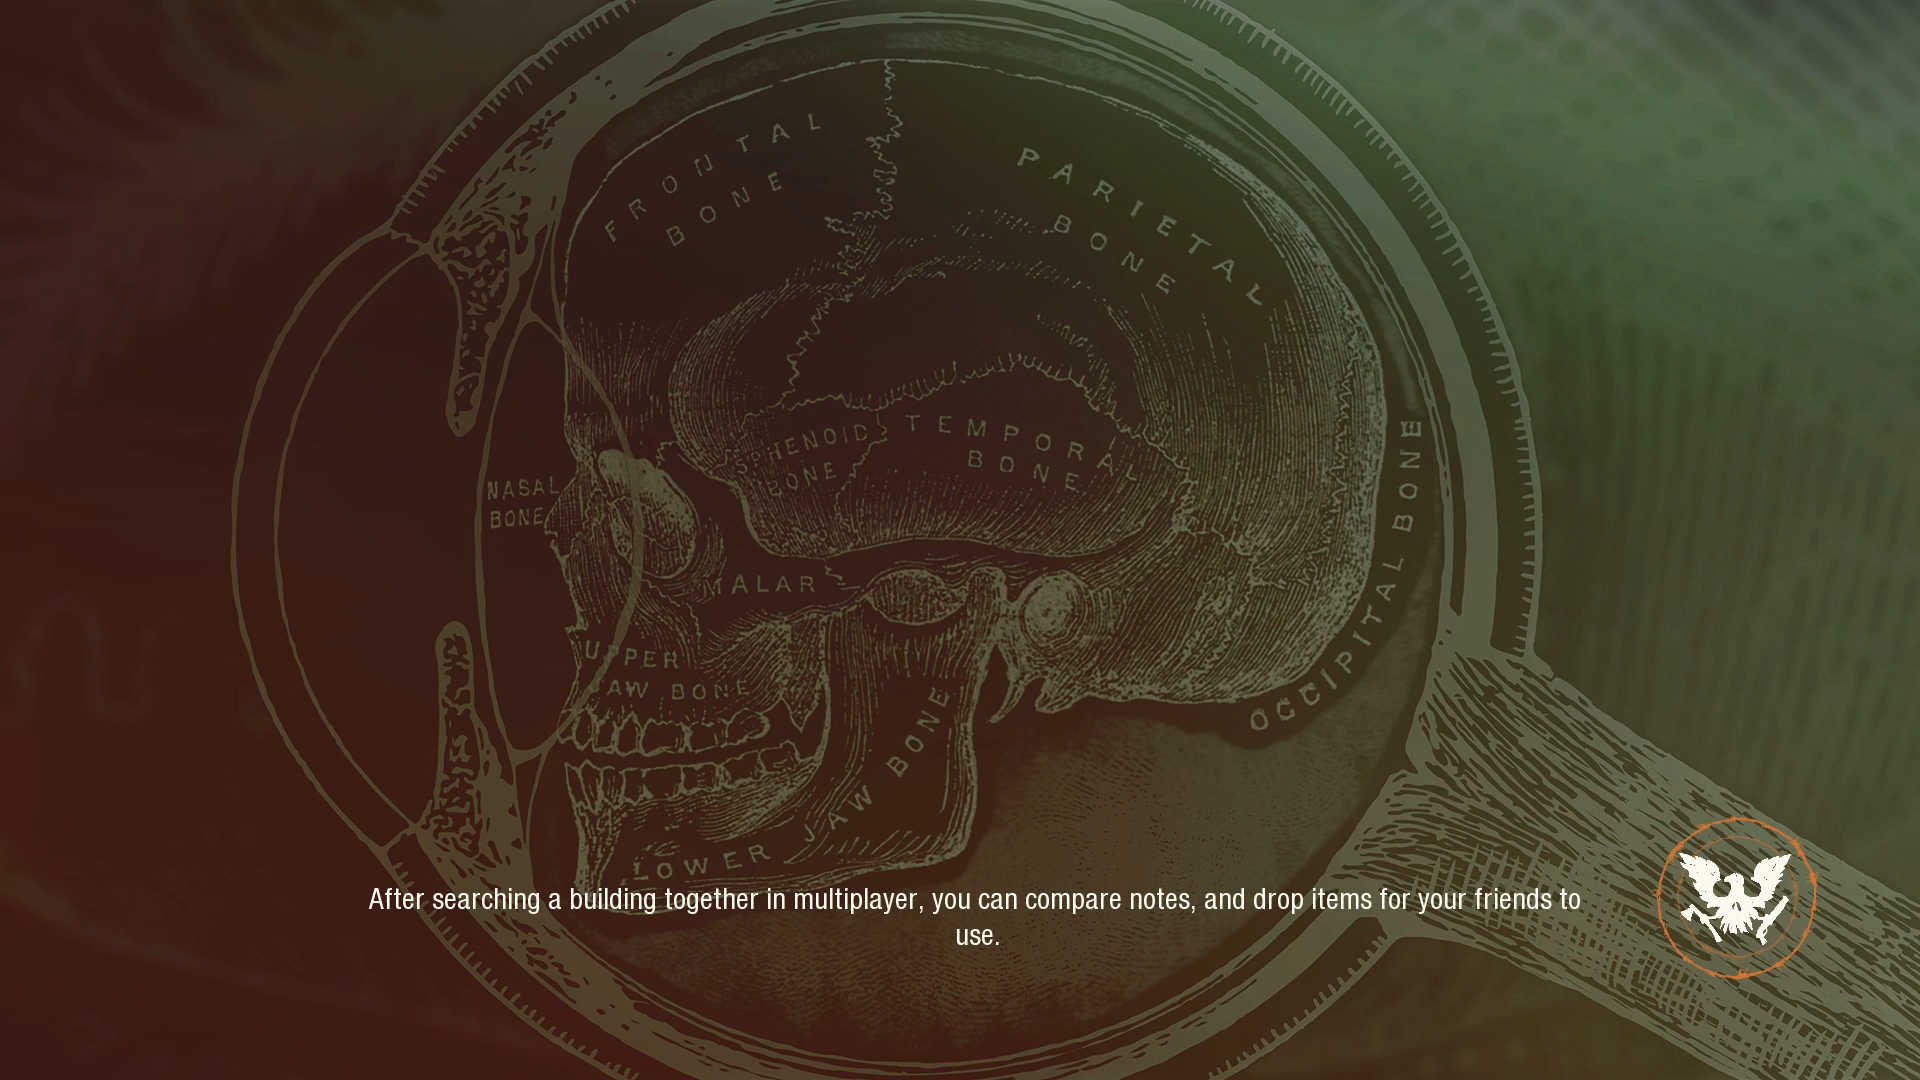 FRONTAL
BONE
PARIETAL
BONE
SPHENOID
BONE
TEMPORAL
BONE
NASAL
BONE
MALAR
UPPER
JAW BONE
LOWER JAW BONE
OCCIPITAL BONE
After searching a building together in multiplayer, you can compare notes, and drop items for your friends to
use.